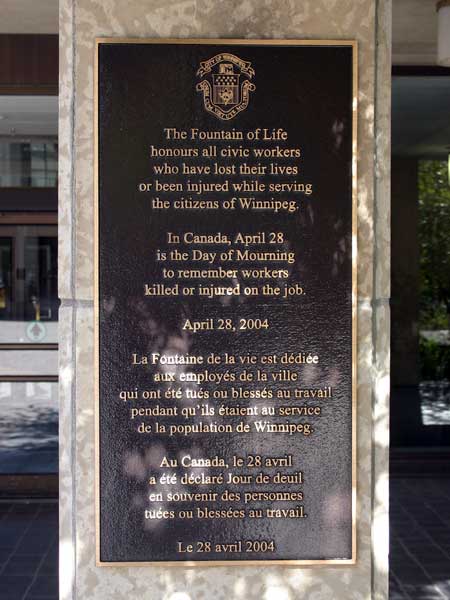 CITY OF WINNIPEG
The Fountain of Life
honours all civic workers
who have lost their lives
or been injured while serving
the citizens of Winnipeg.
In Canada, April 28
is the Day of Mourning
to remember workers
killed or injured on the job.
April 28, 2004
La Fontaine de la vie est dédiée
aux employés de la ville
qui ont été tués ou blessés au travail
pendant qu'ils étaient au service
de la population de Winnipeg.
Au Canada, le 28 avril
a été déclaré Jour de deuil
en souvenir des personnes
tuées ou blessées au travail.
Le 28 avril 2004